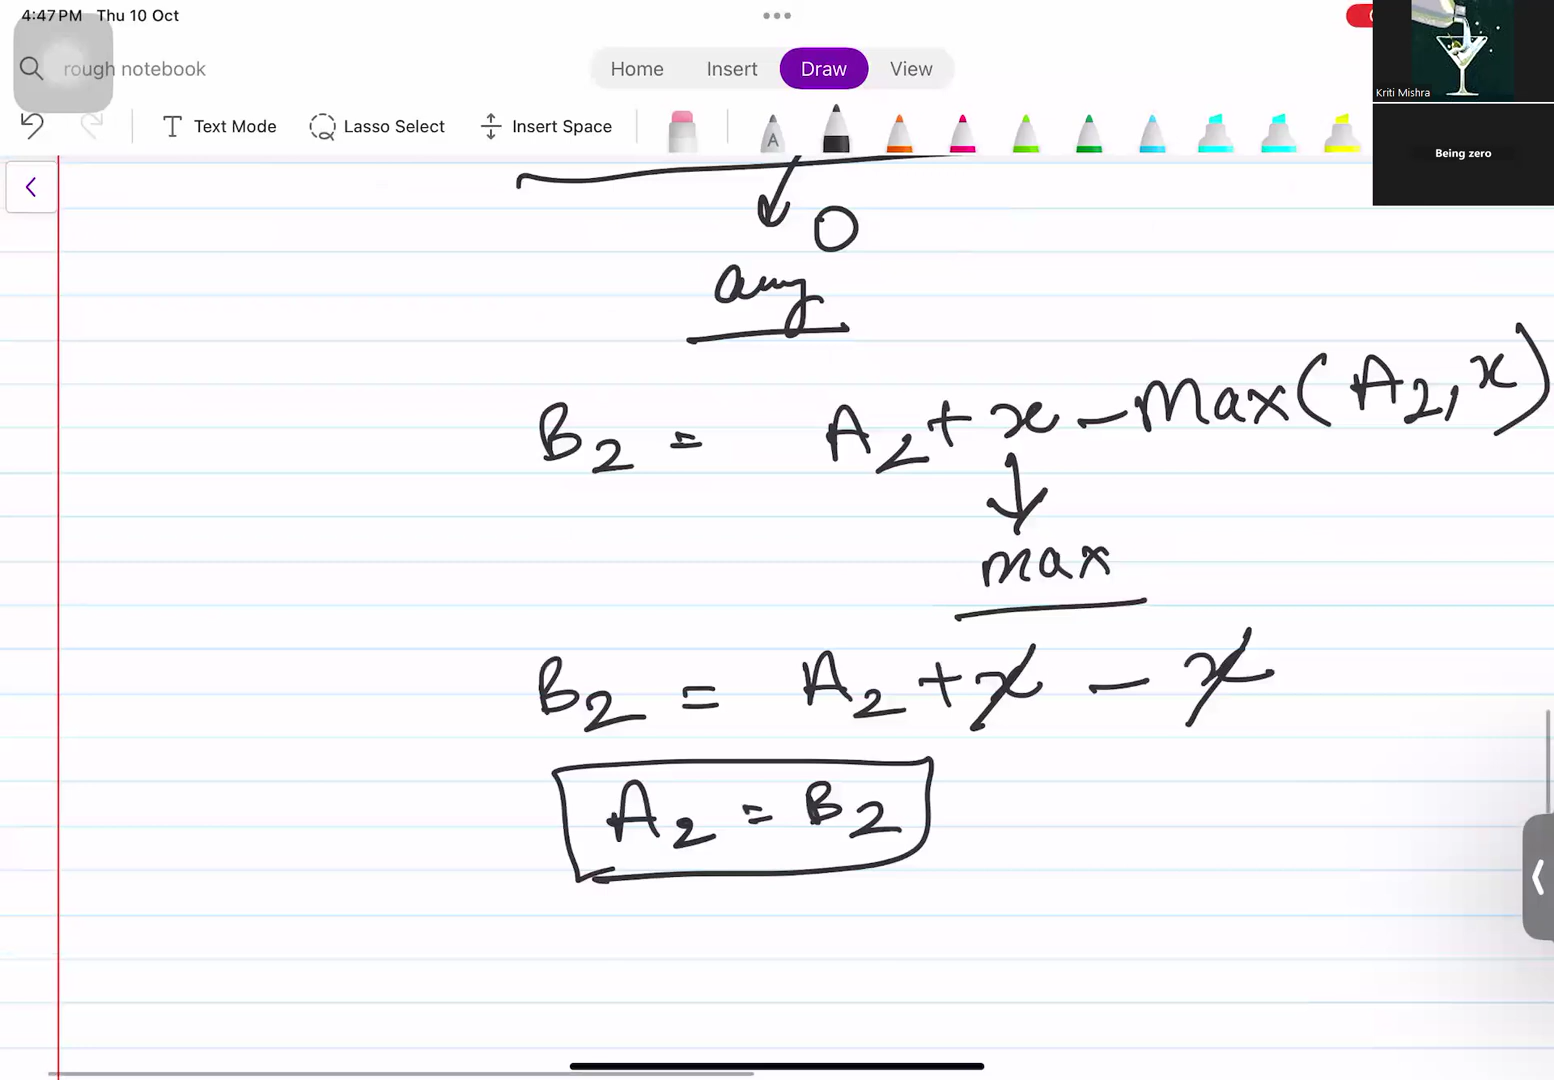 4:47 PM Thu 10 Oct
rough notebook
Home Insert Draw View
Text Mode Lasso Select Insert Space
Kriti Mishra
Being zero
0
any
B2 = A2 + x - Max(A2, x)
max
B2 = A2 + x - x
A2 = B2